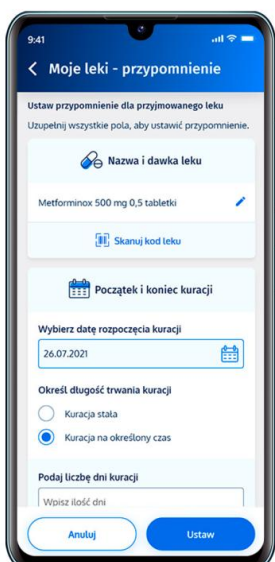 9:41
Moje leki - przypomnienie
Ustaw przypomnienie dla przyjmowanego leku
Uzupełnij wszystkie pola, aby ustawić przypomnienie.
Nazwa i dawka leku
Metforminox 500 mg 0,5 tabletki
Skanuj kod leku
Początek i koniec kuracji
Wybierz datę rozpoczęcia kuracji
26.07.2021
Określ długość trwania kuracji
Kuracja stała
Kuracja na określony czas
Podaj liczbę dni kuracji
Wpisz ilość dni
Anuluj
Ustaw